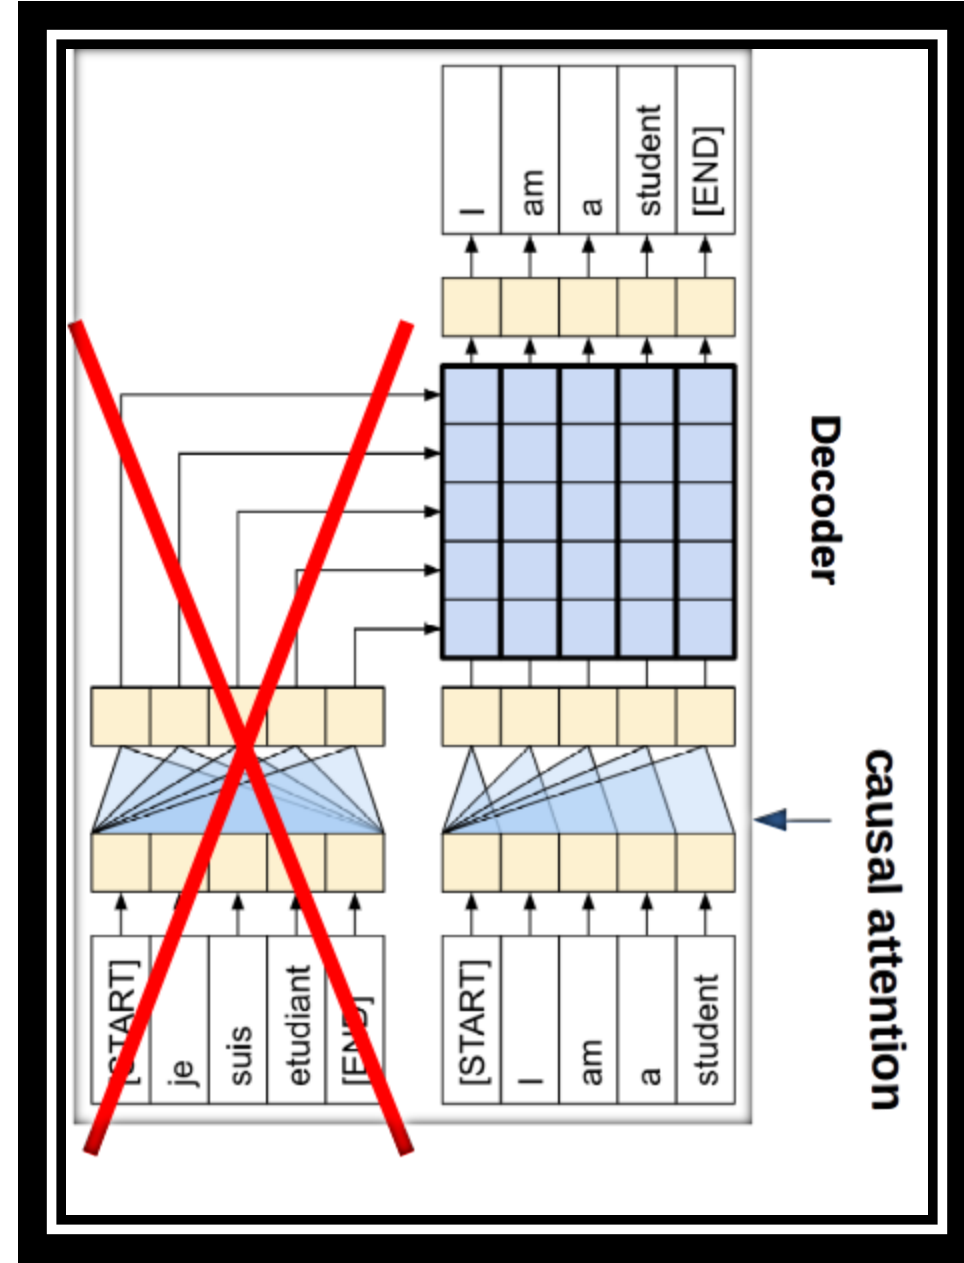 I
am
a
student
[END]
Decoder
causal attention
[START]
je
suis
etudiant
[END]
[START]
I
am
a
student